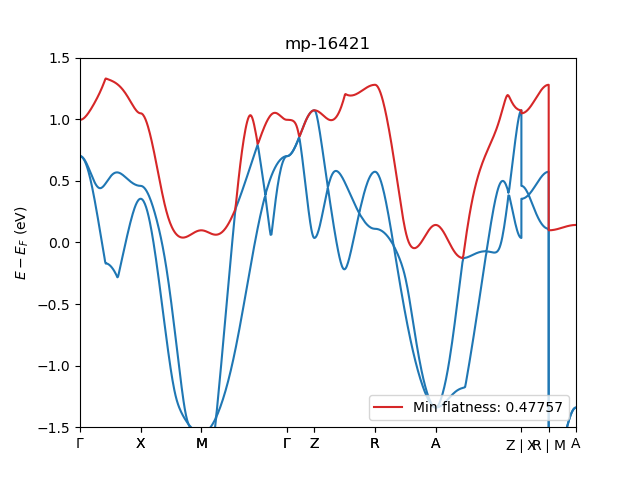 mp-16421
1.5
1.0
0.5
0.0
−0.5
−1.0
−1.5
E − E_F (eV)
Min flatness: 0.47757
Γ X M Γ Z R A Z | X R | M A